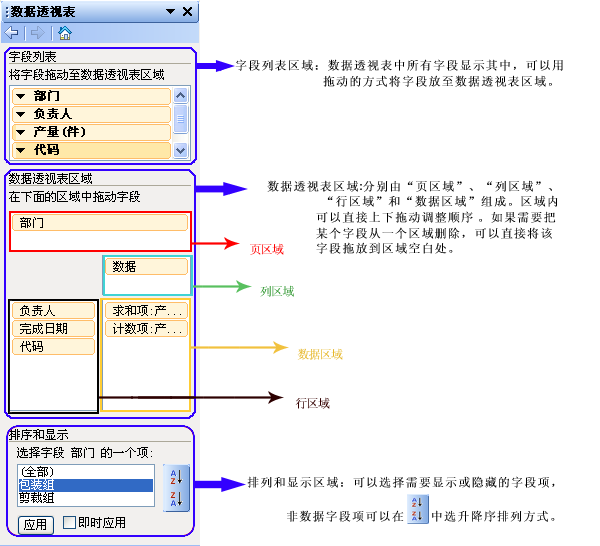 数据透视表
字段列表
将字段拖动至数据透视表区域
部门
负责人
产量(件)
代码
字段列表区域：数据透视表中所有字段显示其中，可以用
拖动的方式将字段放至数据透视表区域。
数据透视表区域
在下面的区域中拖动字段
部门
数据
负责人
完成日期
代码
求和项:产...
计数项:产...
数据透视表区域:分别由“页区域”、“列区域”、
“行区域”和“数据区域”组成。区域内
可以直接上下拖动调整顺序 。如果需要把
某个字段从一个区域删除，可以直接将该
字段拖放到区域空白处。
页区域
列区域
数据区域
行区域
排序和显示
选择字段 部门 的一个项:
(全部)
包装组
剪裁组
A
Z
Z
A
应用
即时应用
排列和显示区域：可以选择需要显示或隐藏的字段项，
非数据字段项可以在
A
Z
中选升降序排列方式。